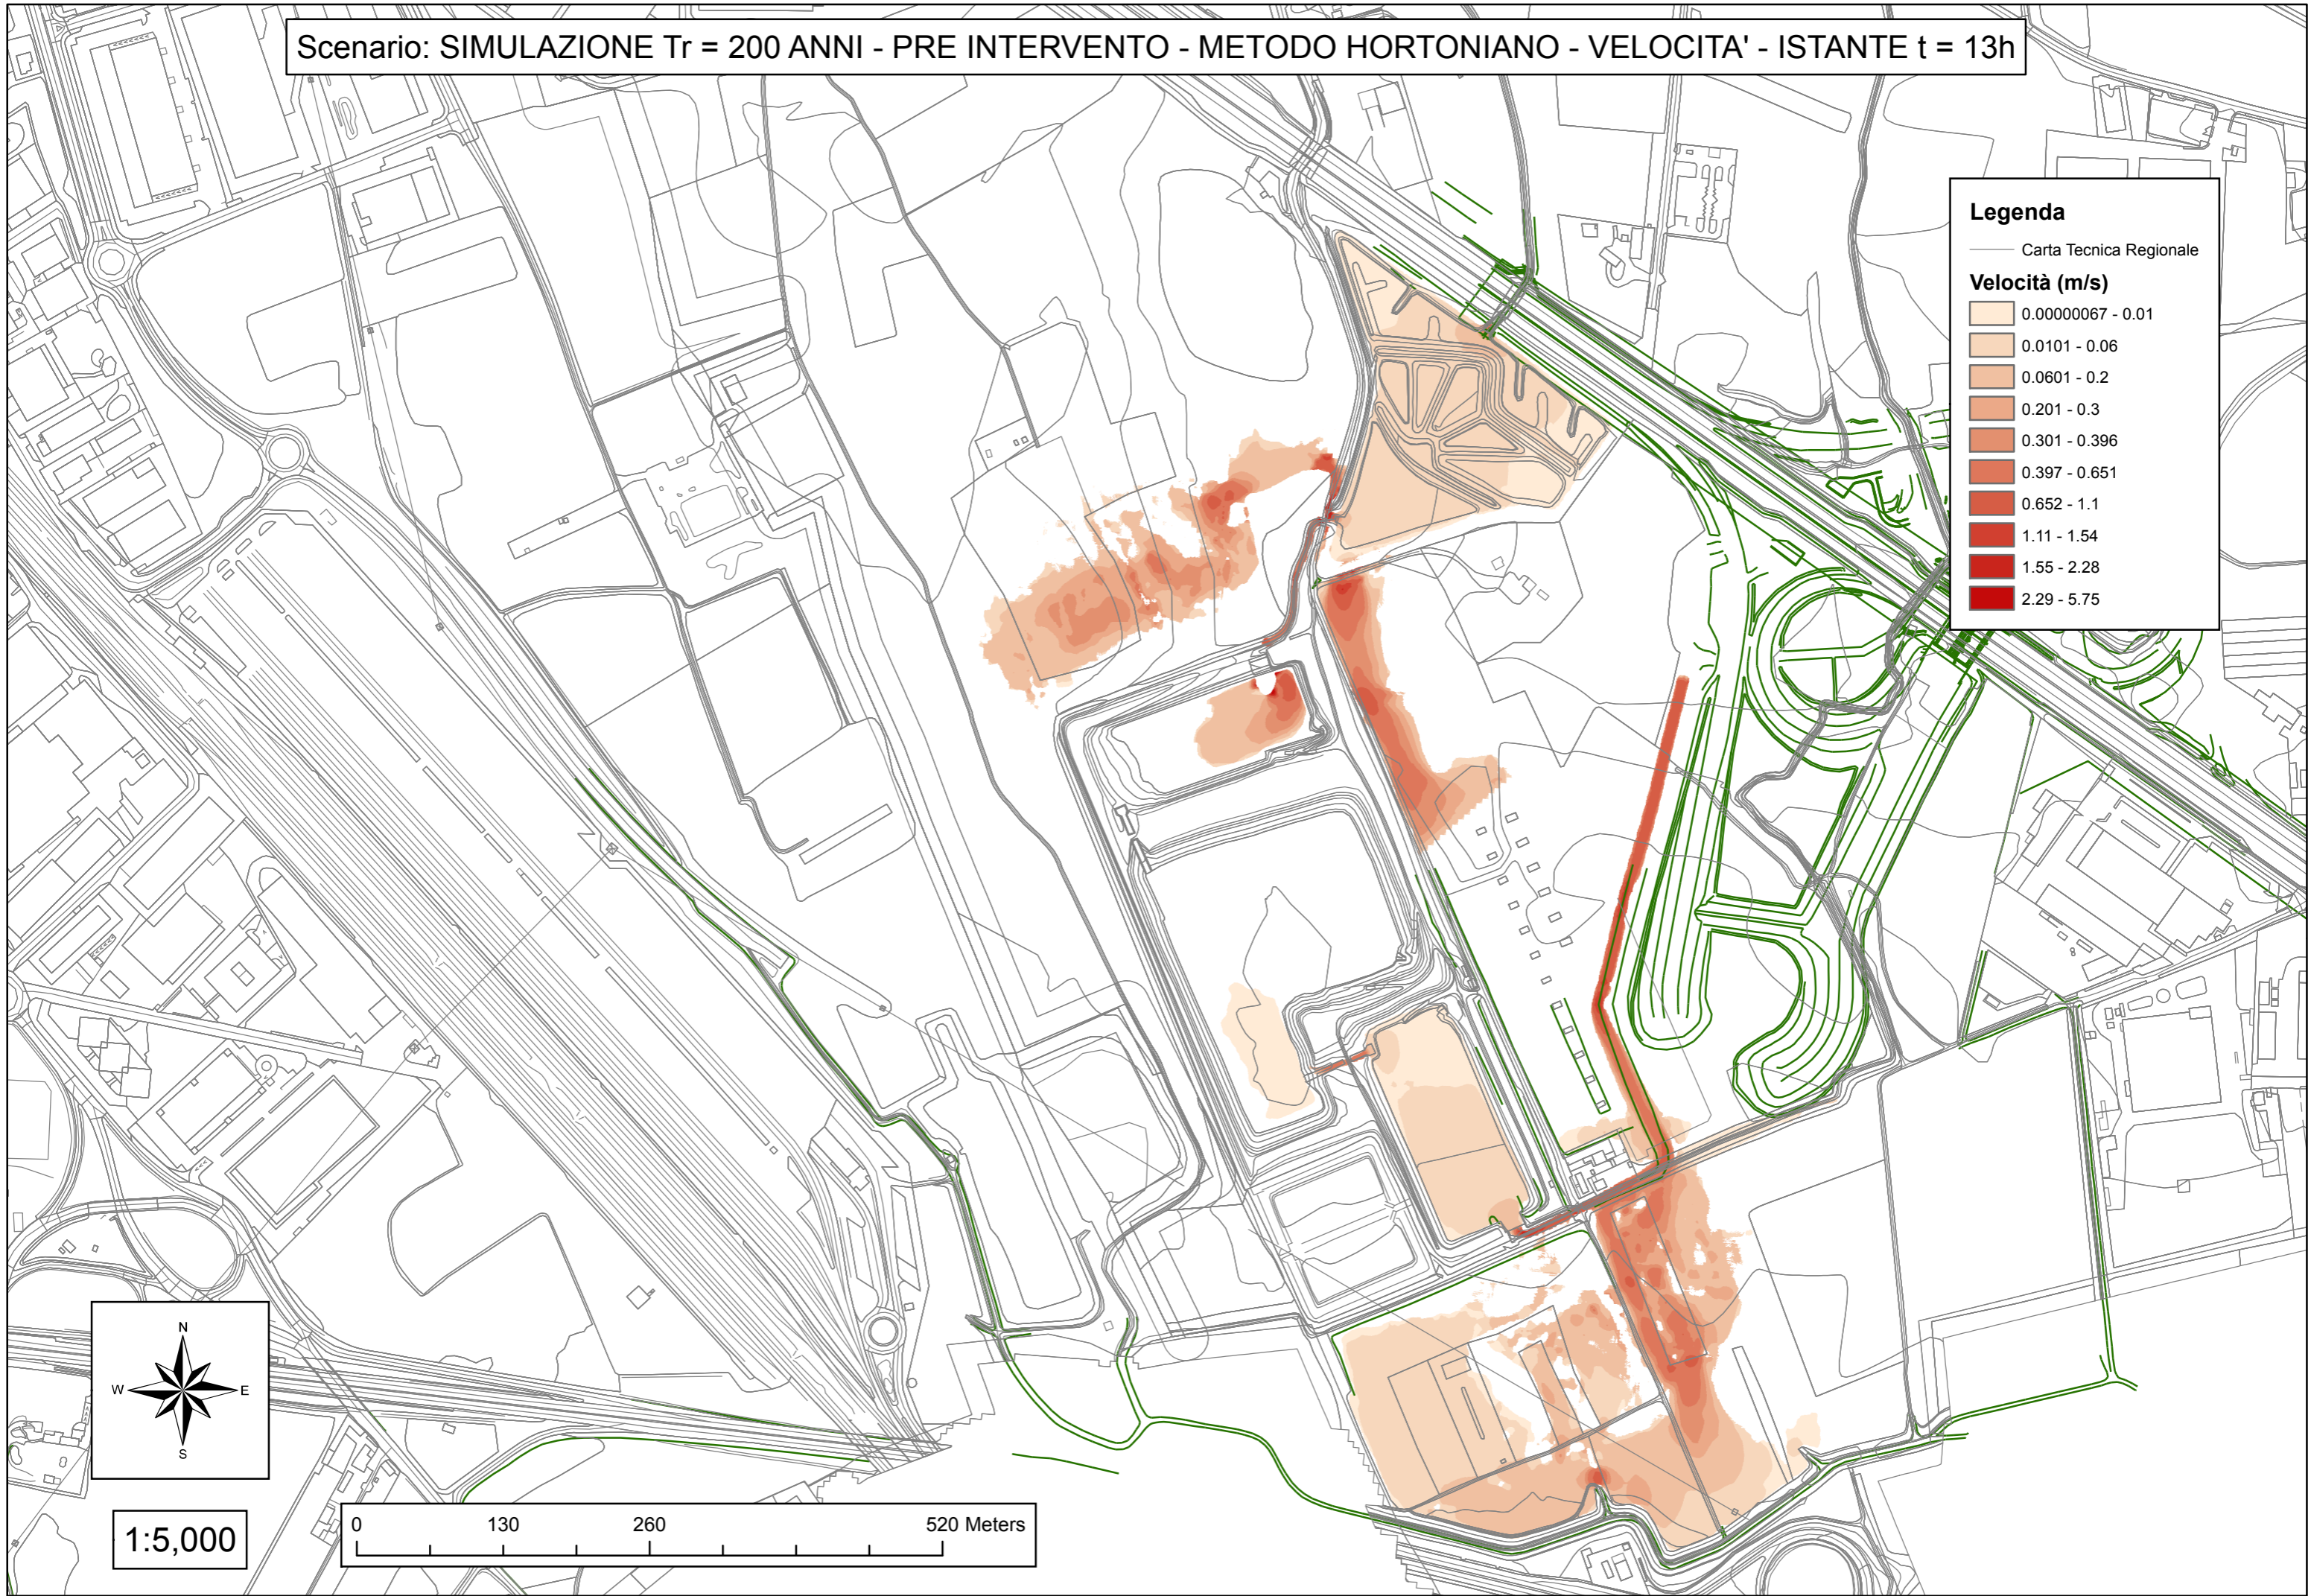 Scenario: SIMULAZIONE Tr = 200 ANNI - PRE INTERVENTO - METODO HORTONIANO - VELOCITA' - ISTANTE t = 13h
Legenda
Carta Tecnica Regionale
Velocità (m/s)
0.00000067 - 0.01
0.0101 - 0.06
0.0601 - 0.2
0.201 - 0.3
0.301 - 0.396
0.397 - 0.651
0.652 - 1.1
1.11 - 1.54
1.55 - 2.28
2.29 - 5.75
N
W E
S
1:5,000
0 130 260 520 Meters